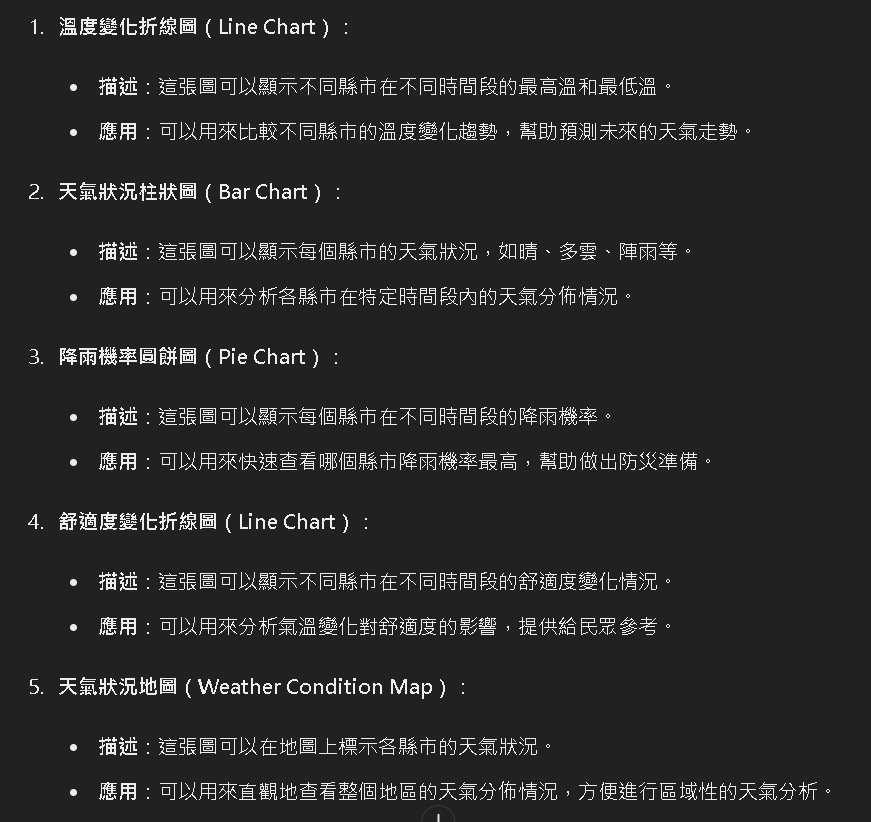 1. 溫度變化折線圖（Line Chart）：
• 描述：這張圖可以顯示不同縣市在不同時間段的最高溫和最低溫。
• 應用：可以用來比較不同縣市的溫度變化趨勢，幫助預測未來的天氣走勢。
2. 天氣狀況柱狀圖（Bar Chart）：
• 描述：這張圖可以顯示每個縣市的天氣狀況，如晴、多雲、陣雨等。
• 應用：可以用來分析各縣市在特定時間段內的天氣分佈情況。
3. 降雨機率圓餅圖（Pie Chart）：
• 描述：這張圖可以顯示每個縣市在不同時間段的降雨機率。
• 應用：可以用來快速查看哪個縣市降雨機率最高，幫助做出防災準備。
4. 舒適度變化折線圖（Line Chart）：
• 描述：這張圖可以顯示不同縣市在不同時間段的舒適度變化情況。
• 應用：可以用來分析氣溫變化對舒適度的影響，提供給民眾參考。
5. 天氣狀況地圖（Weather Condition Map）：
• 描述：這張圖可以在地圖上標示各縣市的天氣狀況。
• 應用：可以用來直觀地查看整個地區的天氣分佈情況，方便進行區域性的天氣分析。